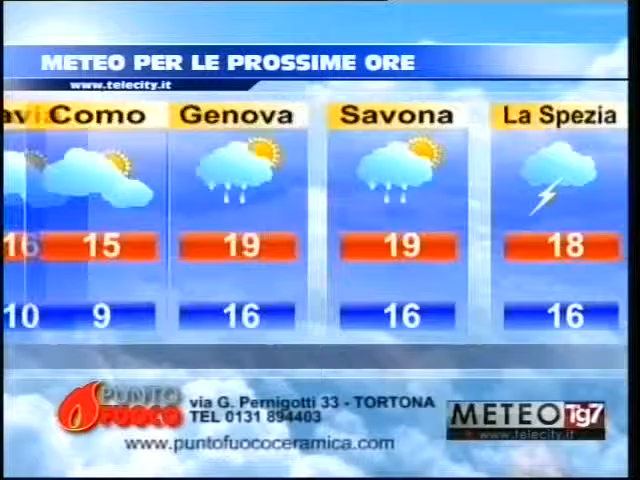 METEO PER LE PROSSIME ORE
www.telecity.it
Como Genova Savona La Spezia
16 15 19 19 18
10 9 16 16 16
PUNTO FUOCO
via G. Pernigotti 33 - TORTONA
TEL 0131 894403
www.puntofuococeramica.com
METEO Tg7
www.telecity.it